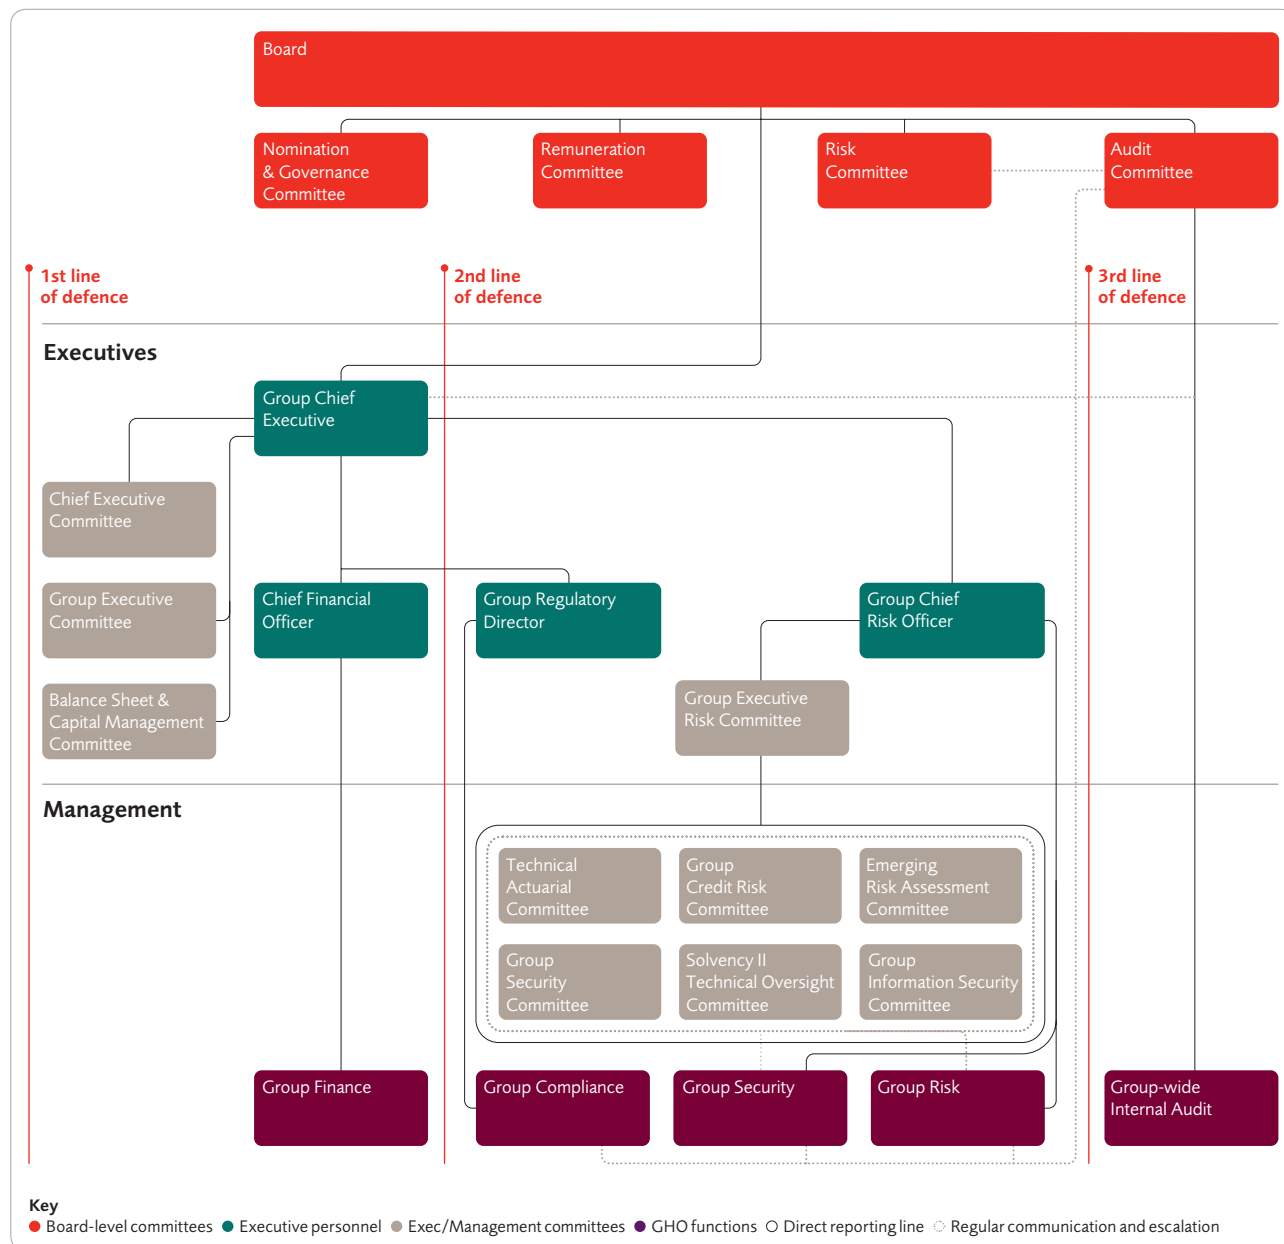 Board
Nomination
& Governance
Committee
Remuneration
Committee
Risk
Committee
Audit
Committee
1st line
of defence
2nd line
of defence
3rd line
of defence
Executives
Group Chief
Executive
Chief Executive
Committee
Group Executive
Committee
Chief Financial
Officer
Group Regulatory
Director
Group Chief
Risk Officer
Balance Sheet &
Capital Management
Committee
Group Executive
Risk Committee
Management
Technical
Actuarial
Committee
Group
Credit Risk
Committee
Emerging
Risk Assessment
Committee
Group
Security
Committee
Solvency II
Technical Oversight
Committee
Group
Information Security
Committee
Group Finance
Group Compliance
Group Security
Group Risk
Group-wide
Internal Audit
Key
Board-level committees Executive personnel Exec/Management committees GHO functions Direct reporting line Regular communication and escalation